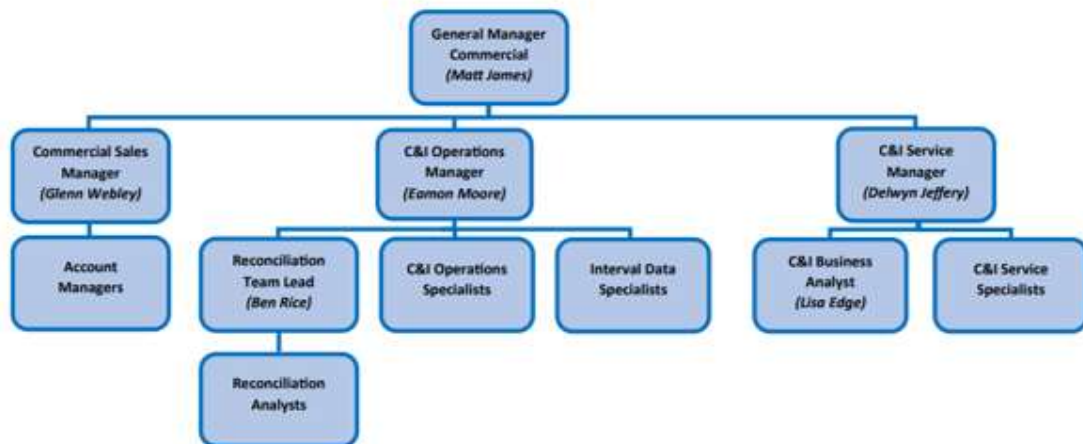 General Manager
Commercial
(Matt James)
Commercial Sales
Manager
(Glenn Webley)
C&I Operations
Manager
(Eamon Moore)
C&I Service
Manager
(Delwyn Jeffery)
Account
Managers
Reconciliation
Team Lead
(Ben Rice)
C&I Operations
Specialists
Interval Data
Specialists
C&I Business
Analyst
(Lisa Edge)
C&I Service
Specialists
Reconciliation
Analysts